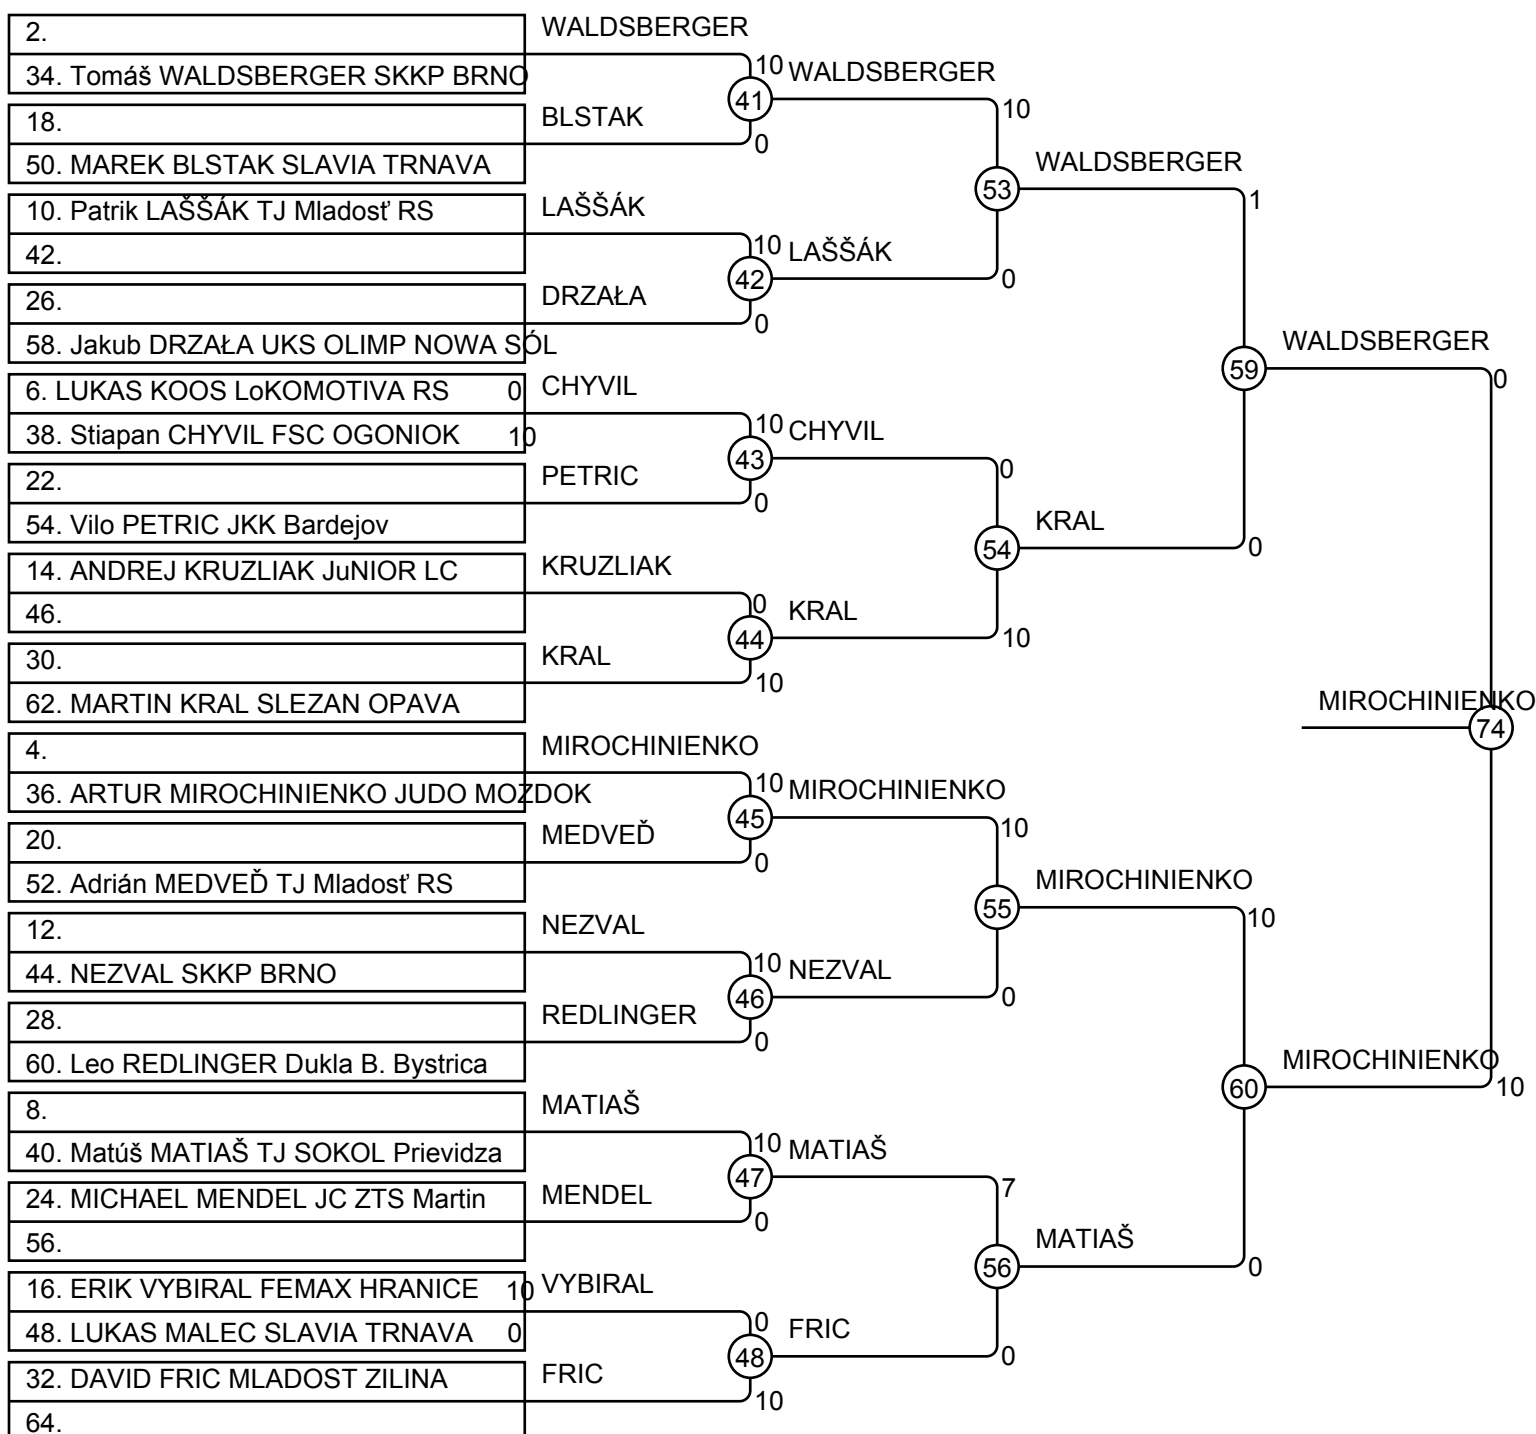 2.
34. Tomáš WALDSBERGER SKKP BRNO
18.
50. MAREK BLSTAK SLAVIA TRNAVA
10. Patrik LAŠŠÁK TJ Mladosť RS
42.
26.
58. Jakub DRZAŁA UKS OLIMP NOWA SÓL
6. LUKAS KOOS LoKOMOTIVA RS 0
38. Stiapan CHYVIL FSC OGONIOK 10
22.
54. Vilo PETRIC JKK Bardejov
14. ANDREJ KRUZLIAK JuNIOR LC
46.
30.
62. MARTIN KRAL SLEZAN OPAVA
4.
36. ARTUR MIROCHINIENKO JUDO MOZDOK
20.
52. Adrián MEDVEĎ TJ Mladosť RS
12.
44. NEZVAL SKKP BRNO
28.
60. Leo REDLINGER Dukla B. Bystrica
8.
40. Matúš MATIAŠ TJ SOKOL Prievidza
24. MICHAEL MENDEL JC ZTS Martin
56.
16. ERIK VYBIRAL FEMAX HRANICE 10
48. LUKAS MALEC SLAVIA TRNAVA 0
32. DAVID FRIC MLADOST ZILINA
64.
WALDSBERGER
10
41
BLSTAK
0
LAŠŠÁK
10
42
DRZAŁA
0
CHYVIL
10
43
PETRIC
0
KRUZLIAK
0
44
KRAL
10
MIROCHINIENKO
10
45
MEDVEĎ
0
NEZVAL
10
46
REDLINGER
0
MATIAŠ
10
47
MENDEL
0
VYBIRAL
0
48
FRIC
10
WALDSBERGER
10
53
LAŠŠÁK
0
CHYVIL
0
54
KRAL
10
MIROCHINIENKO
10
55
NEZVAL
0
MATIAŠ
7
56
FRIC
0
WALDSBERGER
1
59
KRAL
0
MIROCHINIENKO
10
60
MATIAŠ
0
WALDSBERGER
0
MIROCHINIENKO
74
MIROCHINIENKO
10